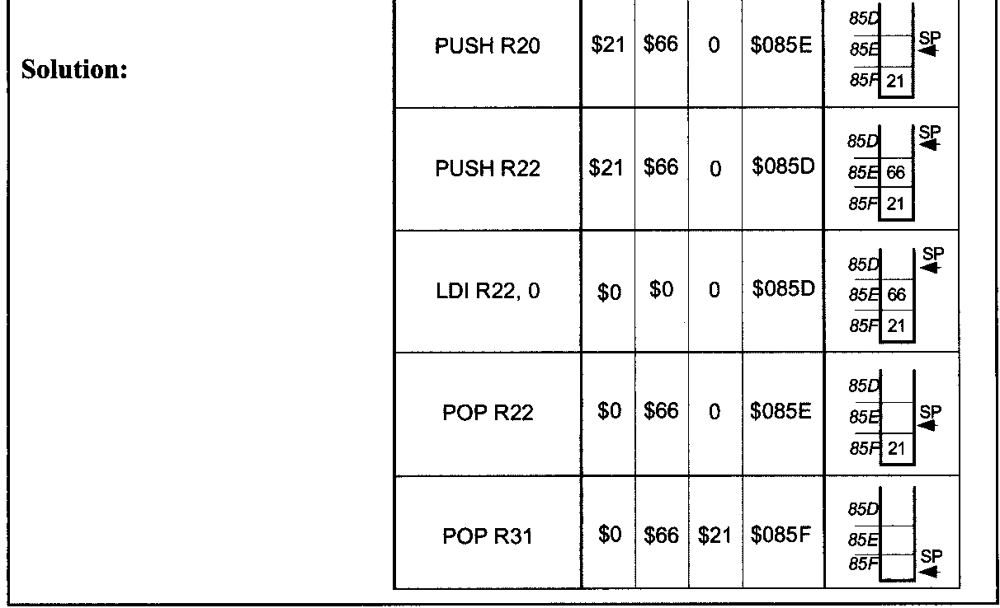 Solution:
PUSH R20 $21 $66 0 $085E 85D
85E SP
85F 21
PUSH R22 $21 $66 0 $085D 85D SP
85E 66
85F 21
LDI R22, 0 $0 $0 0 $085D 85D SP
85E 66
85F 21
POP R22 $0 $66 0 $085E 85D
85E SP
85F 21
POP R31 $0 $66 $21 $085F 85D
85E
85F SP